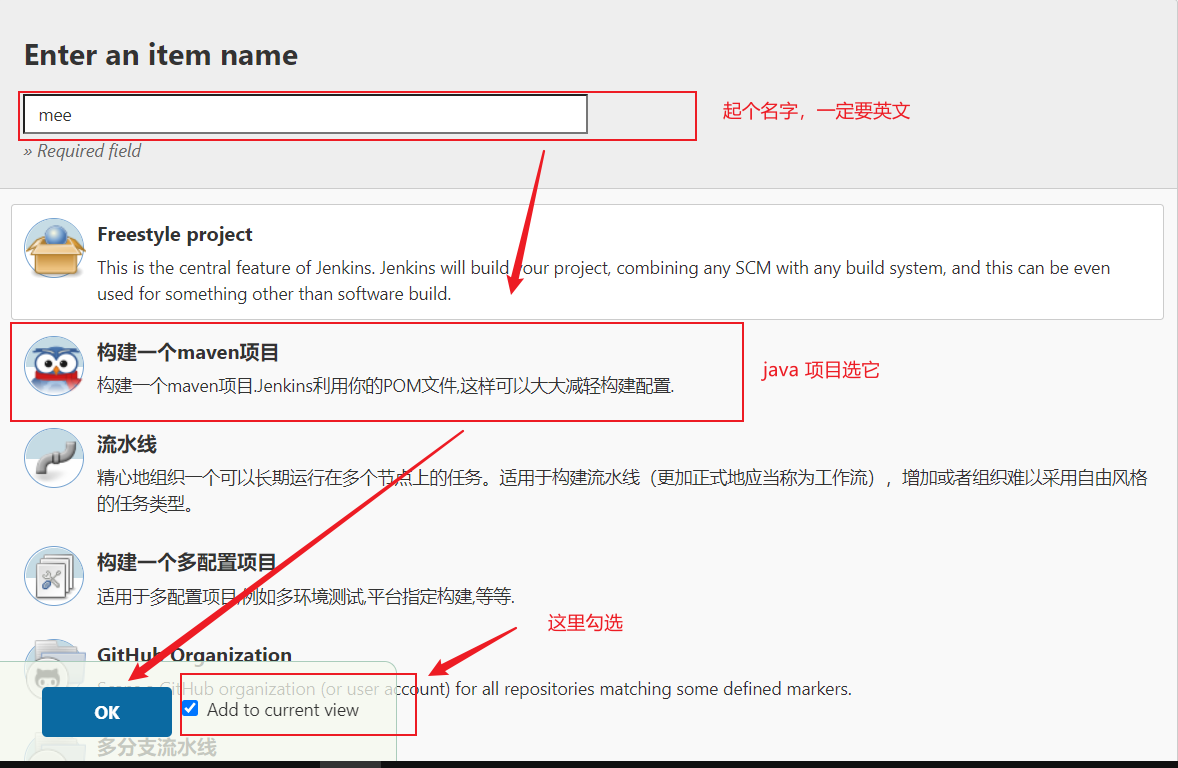 Enter an item name
mee
起个名字，一定要英文
» Required field
Freestyle project
This is the central feature of Jenkins. Jenkins will build your project, combining any SCM with any build system, and this can be even
used for something other than software build.
构建一个maven项目
构建一个maven项目.Jenkins利用你的POM文件,这样可以大大减轻构建配置.
java 项目选它
流水线
精心地组织一个可以长期运行在多个节点上的任务。适用于构建流水线（更加正式地应当称为工作流），增加或者组织难以采用自由风格
的任务类型。
构建一个多配置项目
适用于多配置项目,例如多环境测试,平台指定构建,等等.
这里勾选
GitHub Organization
Scans a GitHub organization (or user account) for all repositories matching some defined markers.
OK
Add to current view
多分支流水线